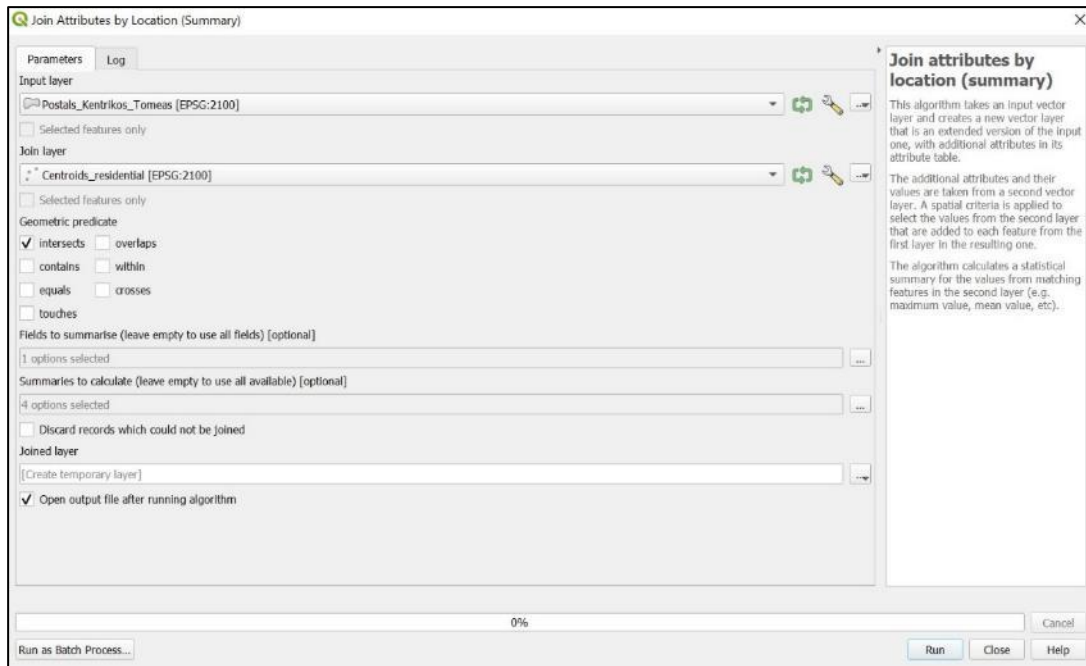 Join Attributes by Location (Summary)
Parameters Log
Input layer
Postals_Kentrikos_Tomeas [EPSG:2100]
Selected features only
Join layer
Centroids_residential [EPSG:2100]
Selected features only
Geometric predicate
intersects overlaps
contains within
equals crosses
touches
Fields to summarise (leave empty to use all fields) [optional]
1 options selected
...
Summaries to calculate (leave empty to use all available) [optional]
4 options selected
...
Discard records which could not be joined
Joined layer
[Create temporary layer]
Open output file after running algorithm
Join attributes by
location (summary)
This algorithm takes an input vector
layer and creates a new vector layer
that is an extended version of the input
one, with additional attributes in its
attribute table.
The additional attributes and their
values are taken from a second vector
layer. A spatial criteria is applied to
select the values from the second layer
that are added to each feature from the
first layer in the resulting one.
The algorithm calculates a statistical
summary for the values from matching
features in the second layer (e.g.
maximum value, mean value, etc).
0%
Cancel
Run as Batch Process...
Run Close Help